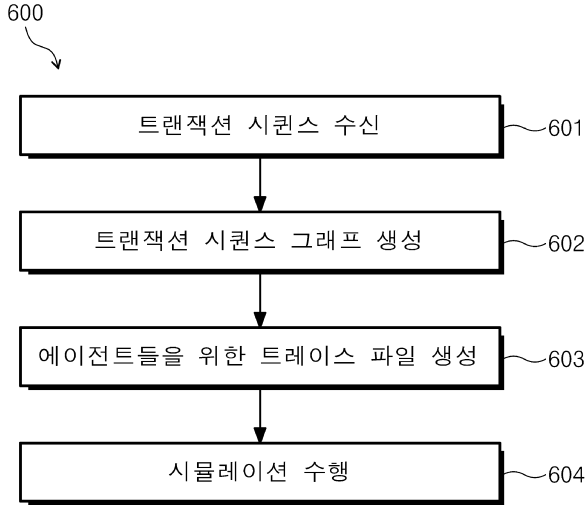 600
트랜잭션 시퀀스 수신
601
트랜잭션 시퀀스 그래프 생성
602
에이전트들을 위한 트레이스 파일 생성
603
시뮬레이션 수행
604